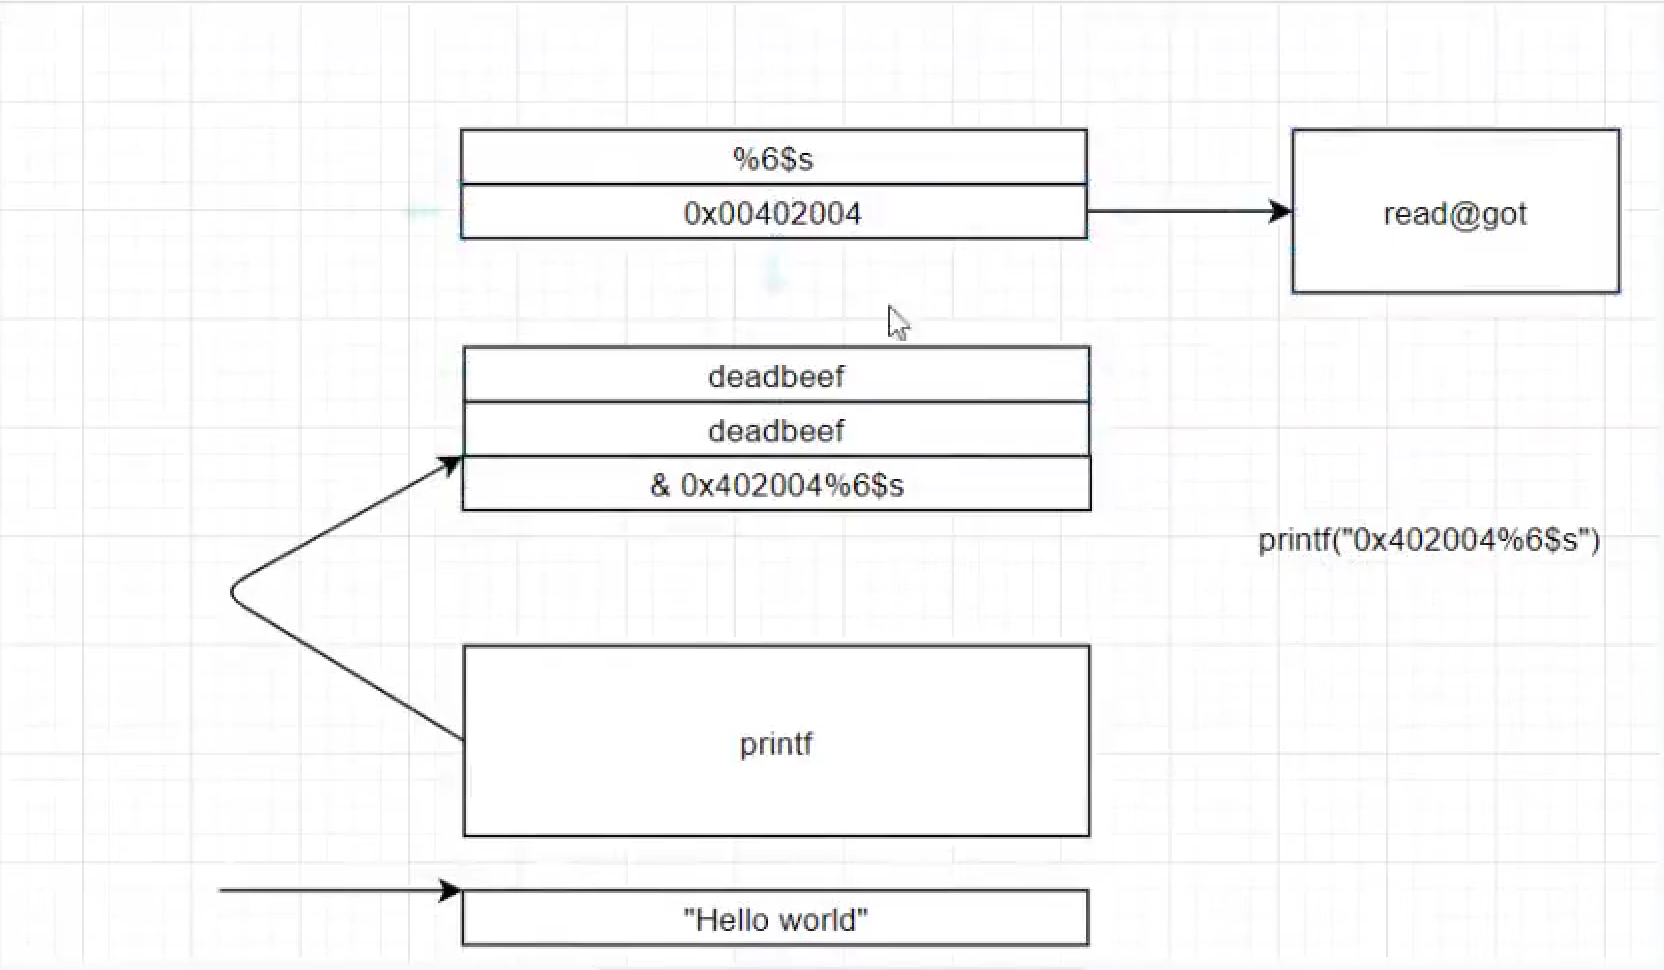 %6$s
0x00402004
read@got
deadbeef
deadbeef
& 0x402004%6$s
printf("0x402004%6$s")
printf
"Hello world"